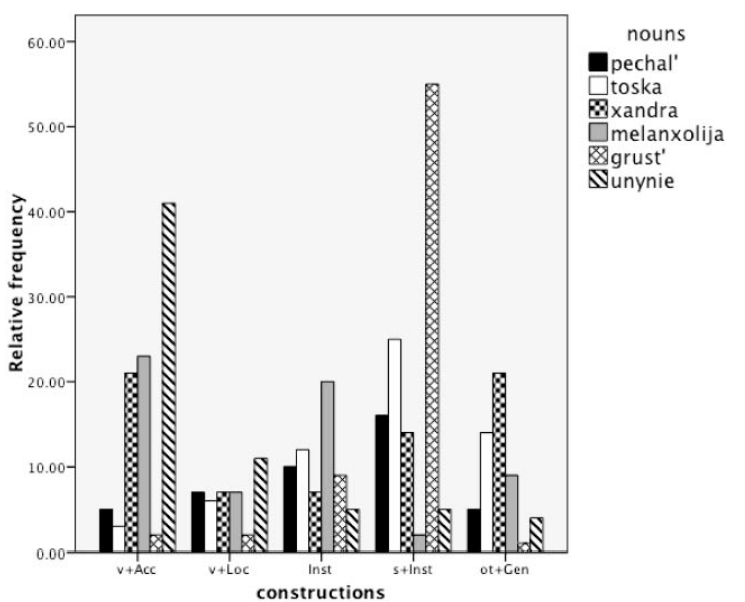 nouns
pechal'
toska
xandra
melanxolija
grust'
unynie
60.00
50.00
40.00
30.00
20.00
10.00
0.00
Relative frequency
v+Acc v+Loc Inst s+Inst ot+Gen
constructions